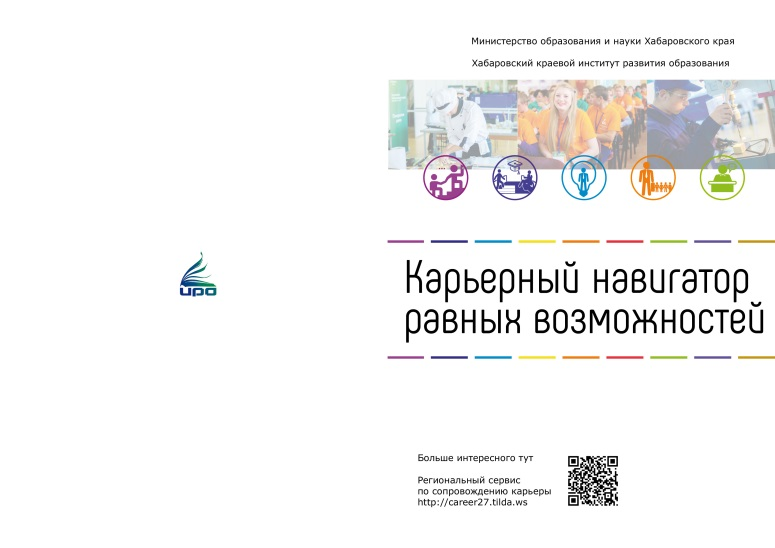 Министерство образования и науки Хабаровского края
Хабаровский краевой институт развития образования
ИРО
Карьерный навигатор
равных возможностей
Больше интересного тут
Региональный сервис
по сопровождению карьеры
http://career27.tilda.ws